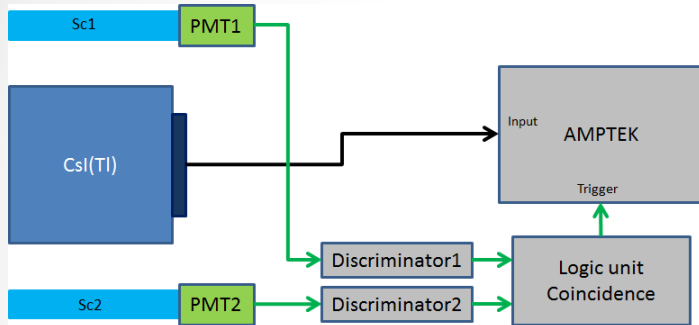 Sc1
PMT1
CsI(Tl)
Input
AMPTEK
Trigger
Discriminator1
Logic unit
Coincidence
Sc2
PMT2
Discriminator2